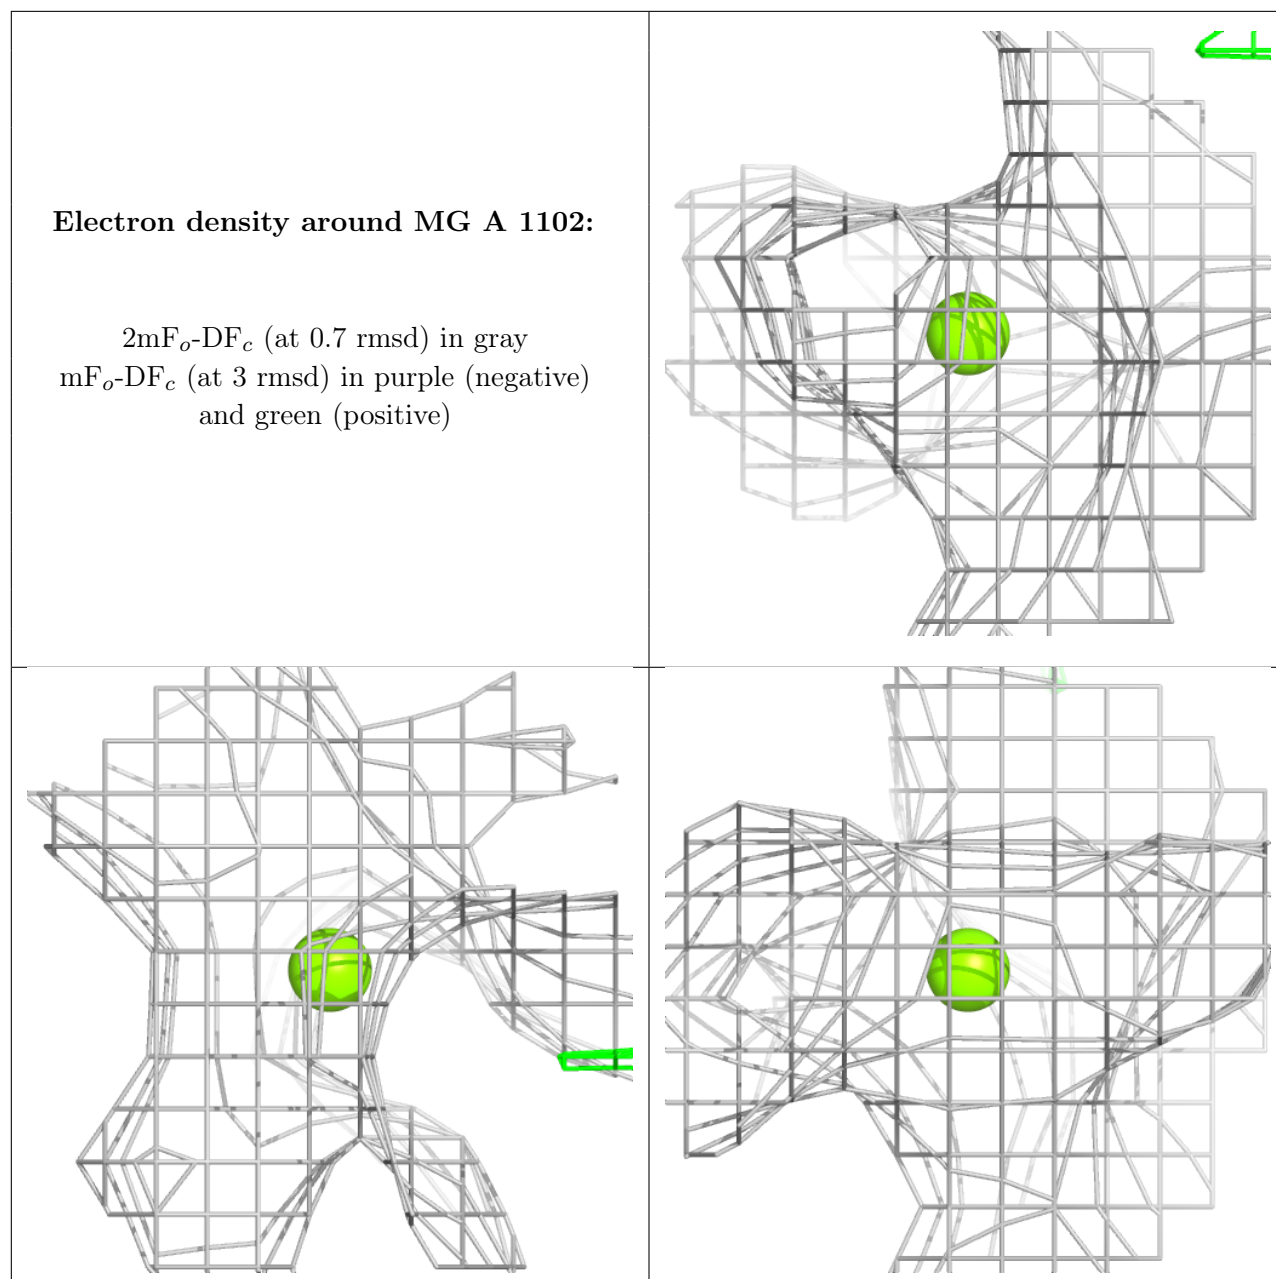 Electron density around MG A 1102:
2mFₒ-DF𝒸 (at 0.7 rmsd) in gray
mFₒ-DF𝒸 (at 3 rmsd) in purple (negative)
and green (positive)